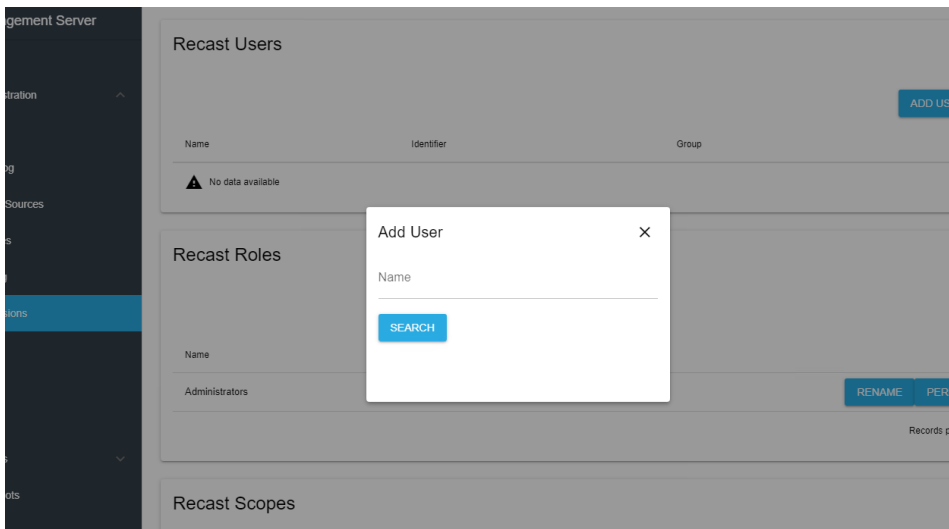 gement Server
stration
og
Sources
s
g
sions
s
ots
Recast Users
ADD US
Name Identifier Group
No data available
Add User
Name
SEARCH
Recast Roles
Name
Administrators
RENAME PER
Records p
Recast Scopes